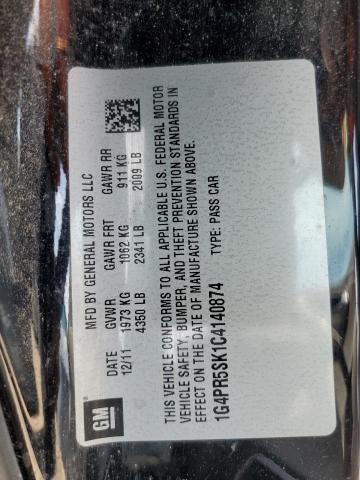 GM
MFD BY GENERAL MOTORS LLC
DATE GVWR GAWR FRT GAWR RR
12/11 1973 KG 1062 KG 911 KG
4350 LB 2341 LB 2009 LB
THIS VEHICLE CONFORMS TO ALL APPLICABLE U.S. FEDERAL MOTOR
VEHICLE SAFETY, BUMPER, AND THEFT PREVENTION STANDARDS IN
EFFECT ON THE DATE OF MANUFACTURE SHOWN ABOVE.
1G4PR5SK1C4140874 TYPE: PASS CAR